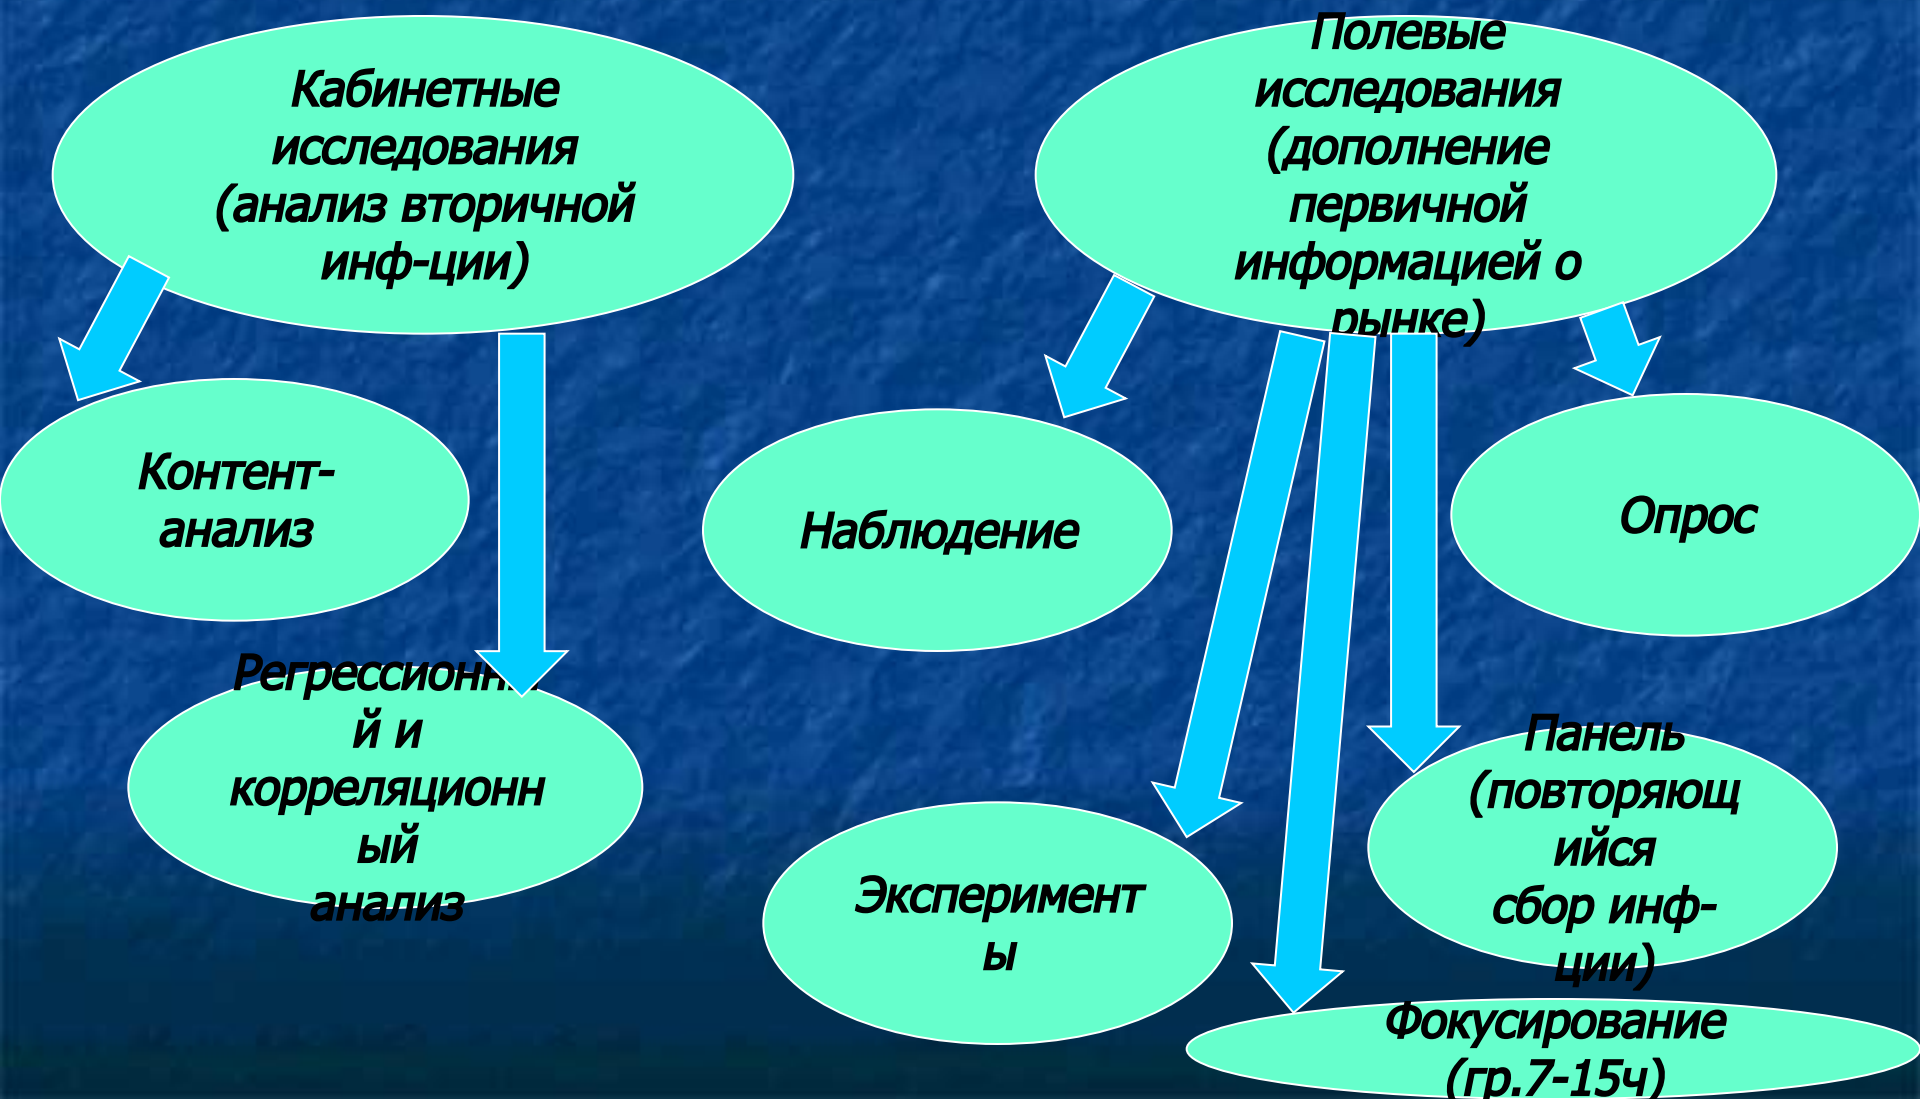 Кабинетные
исследования
(анализ вторичной
инф-ции)
Полевые
исследования
(дополнение
первичной
информацией о
рынке)
Контент-
анализ
Наблюдение
Опрос
й и
корреляционн
ый
анализ
Эксперимент
ы
Панель
(повторяющ
ийся
сбор инф-
ции)
Фокусирование
(гр.7-15ч)